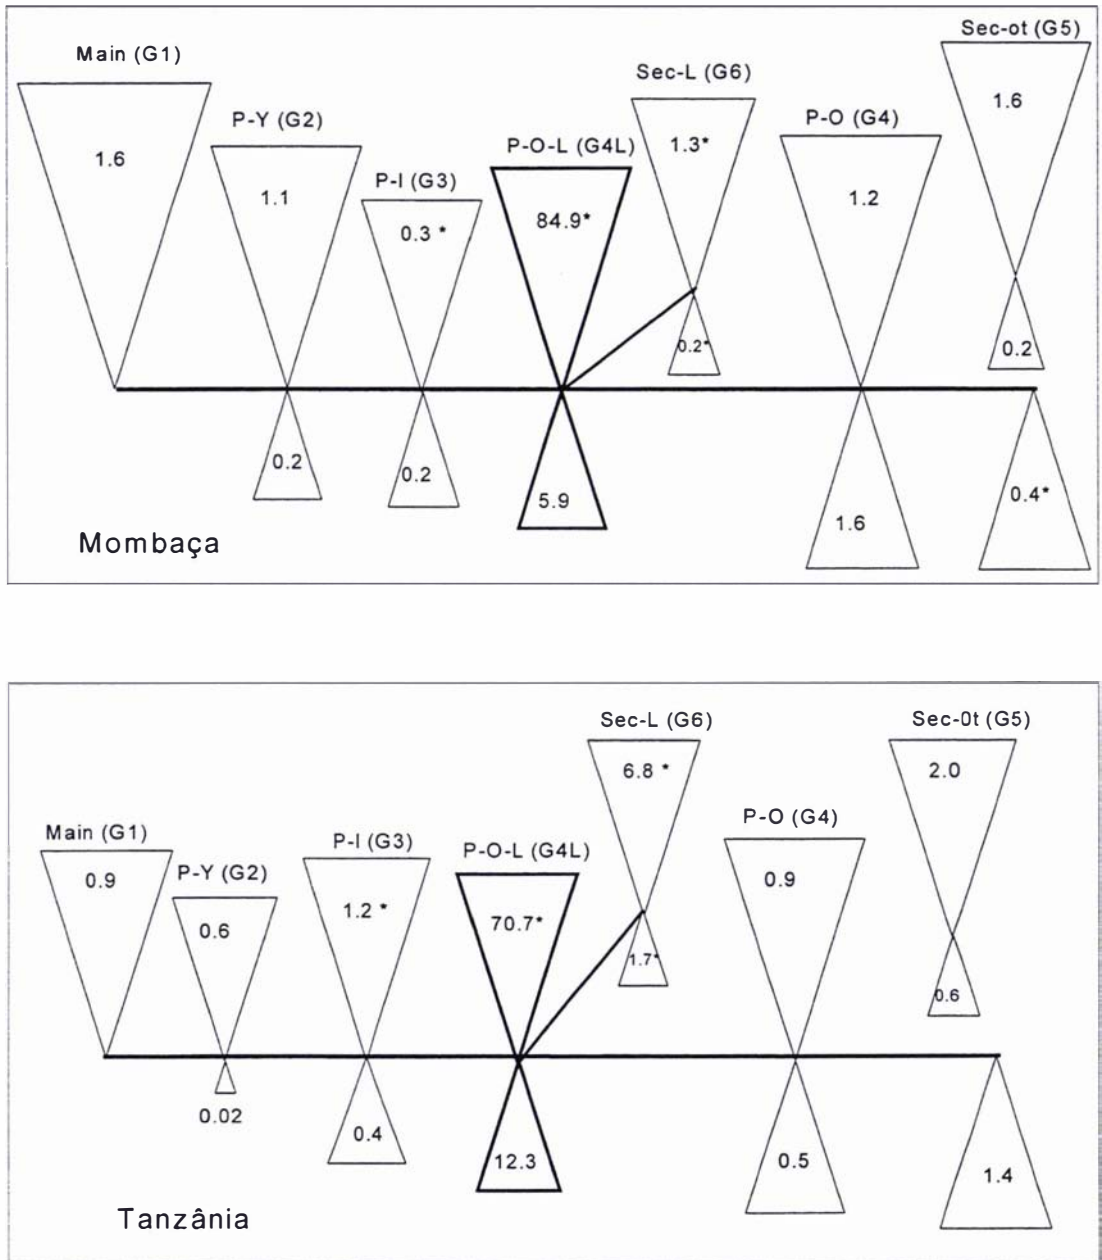 Sec-ot (G5)
Main (G1)
Sec-L (G6)
1.6
P-Y (G2)
P-O (G4)
1.3*
P-O-L (G4L)
1.6
P-I (G3)
1.1
1.2
84.9*
0.3 *
0.2*
0.2
0.2
0.2
5.9
0.4*
1.6
Mombaça
Sec-L (G6)
Sec-0t (G5)
6.8 *
2.0
P-O (G4)
Main (G1)
P-I (G3)
P-O-L (G4L)
P-Y (G2)
0.9
0.9
1.2 *
70.7*
0.6
1.7*
0.6
0.02
0.4
12.3
0.5
1.4
Tanzânia